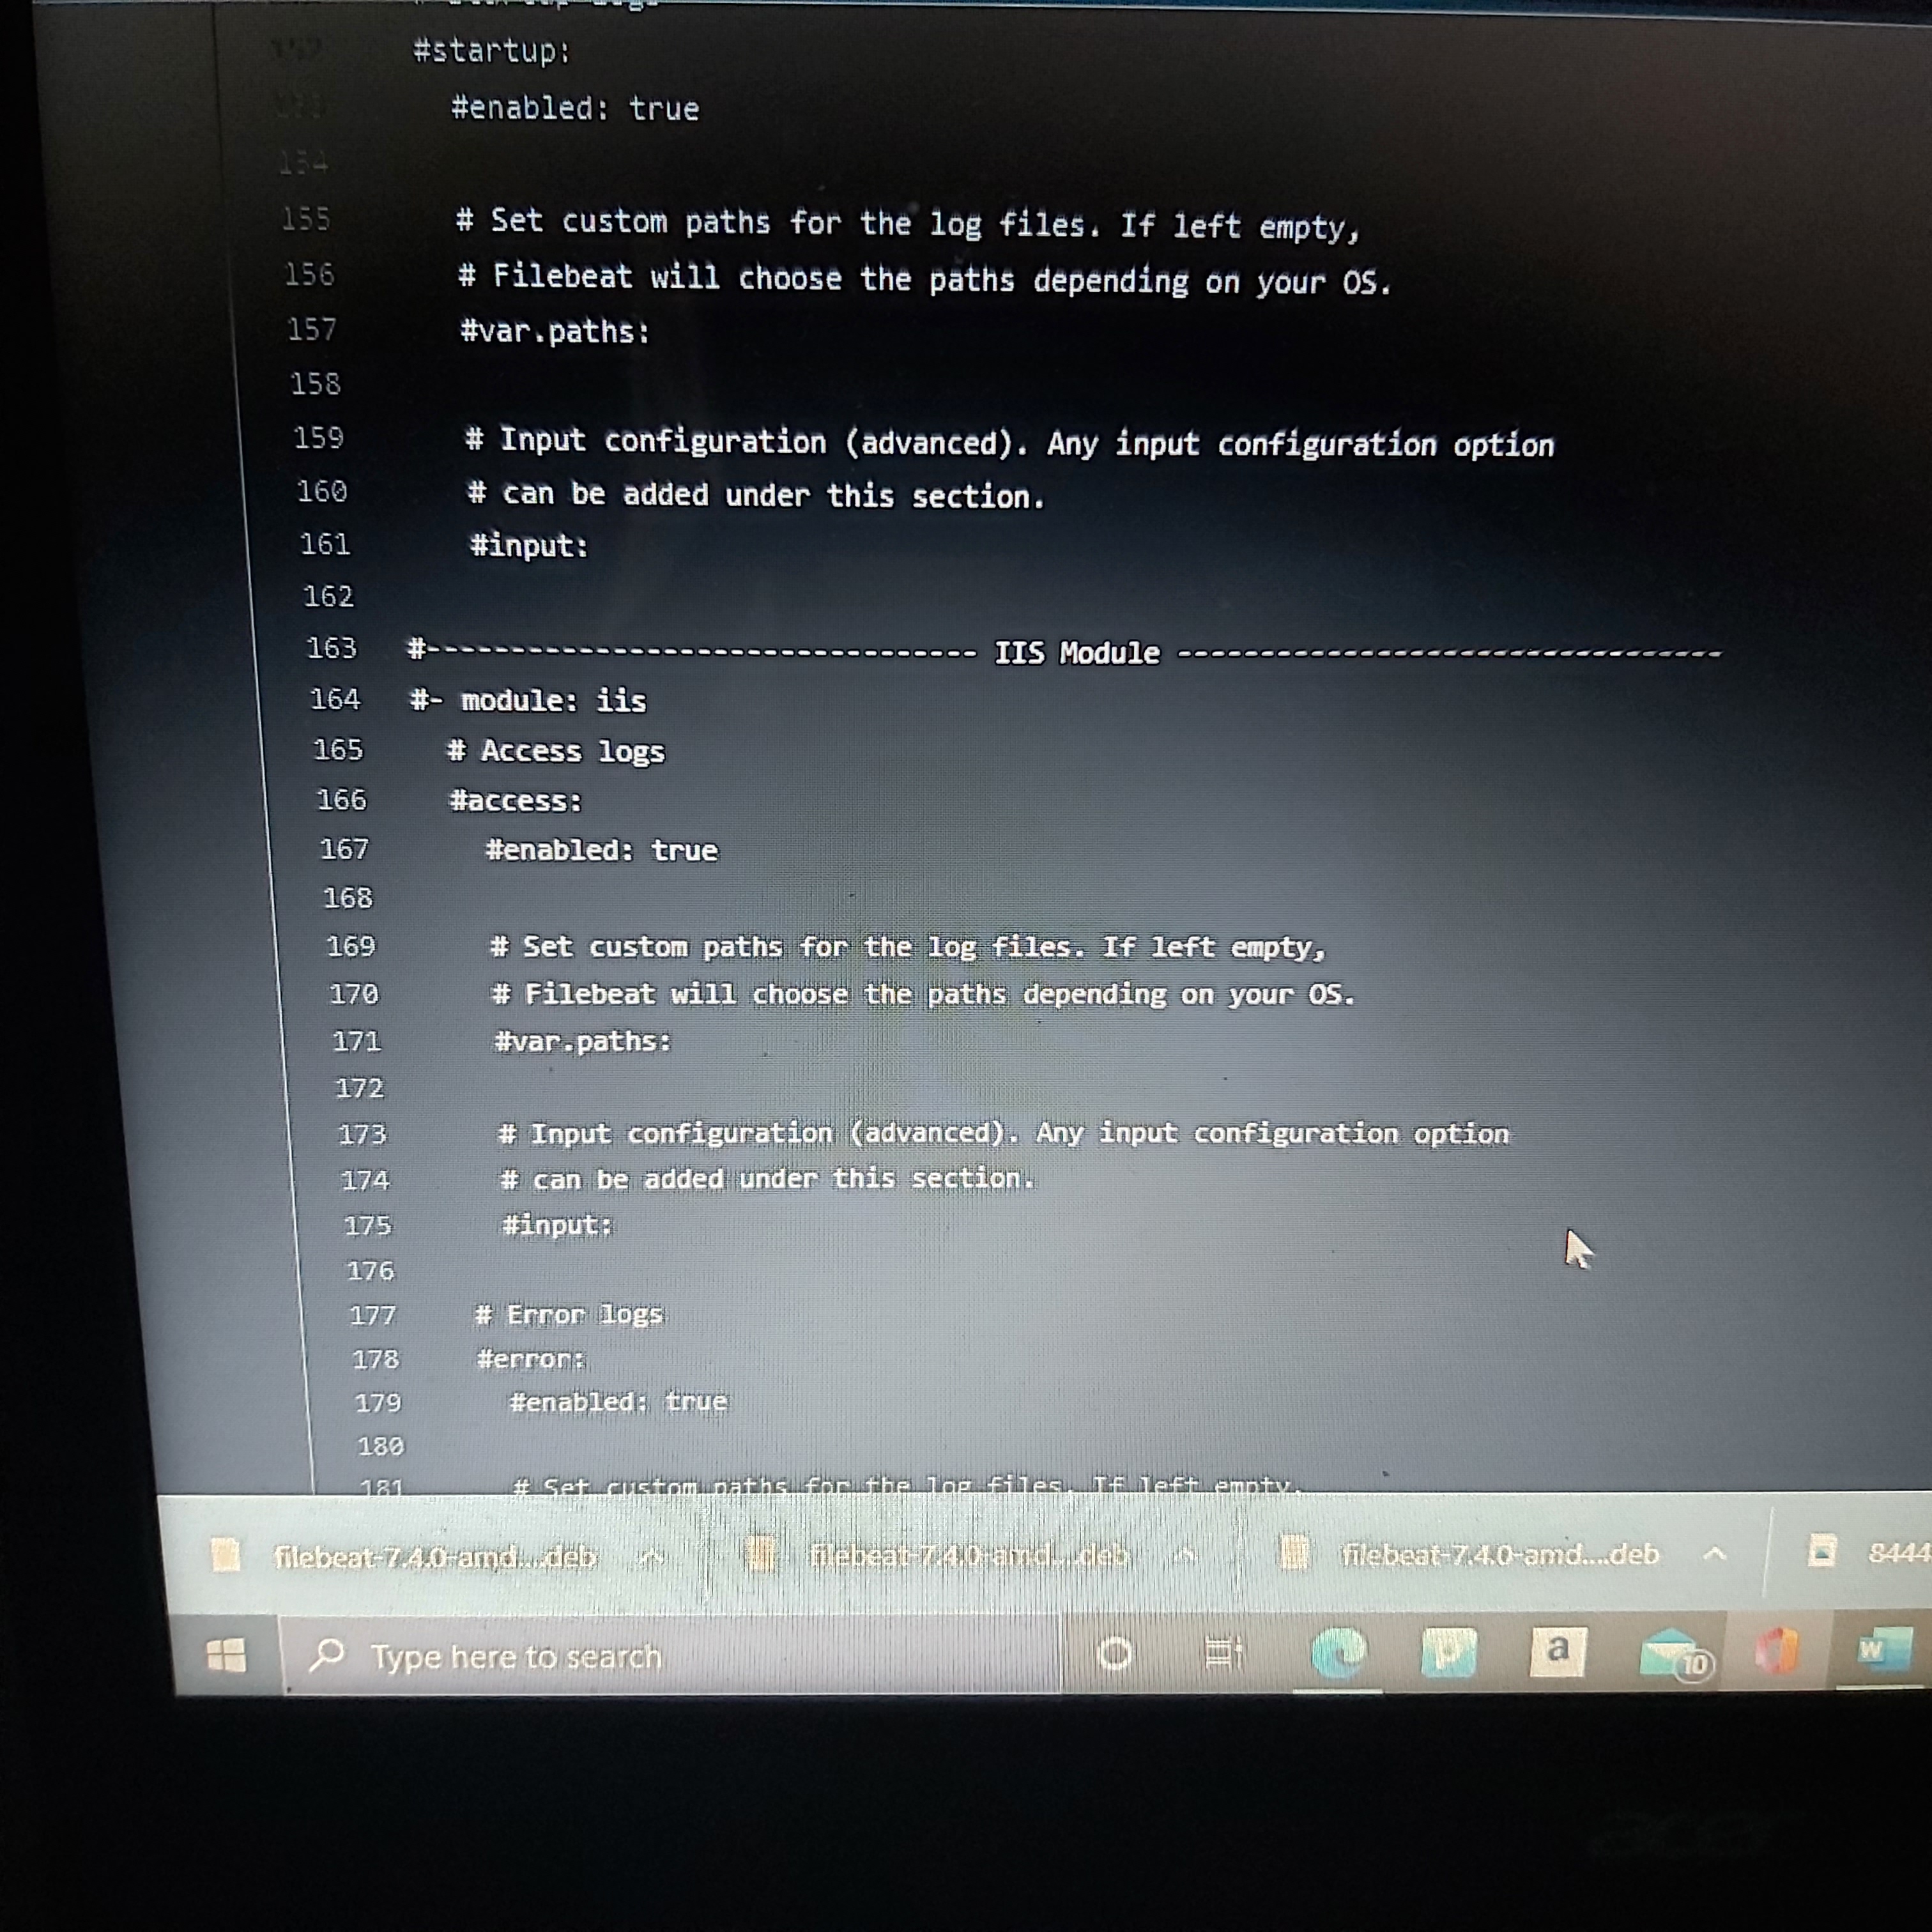 #startup:
#enabled: true
154
155 # Set custom paths for the log files. If left empty,
156 # Filebeat will choose the paths depending on your OS.
157 #var.paths:
158
159 # Input configuration (advanced). Any input configuration option
160 # can be added under this section.
161 #input:
162
163 #--------------------------------- IIS Module ---------------------------------
164 #- module: iis
165 # Access logs
166 #access:
167 #enabled: true
168
169 # Set custom paths for the log files. If left empty,
170 # Filebeat will choose the paths depending on your OS.
171 #var.paths:
172
173 # Input configuration (advanced). Any input configuration option
174 # can be added under this section.
175 #input:
176
177 # Error logs
178 #error:
179 #enabled: true
180
181 # Set custom paths for the log files. If left empty,
filebeat-7.4.0-amd....deb filebeat-7.4.0-amd....deb filebeat-7.4.0-amd....deb 8444
Type here to search a 10 W
acer